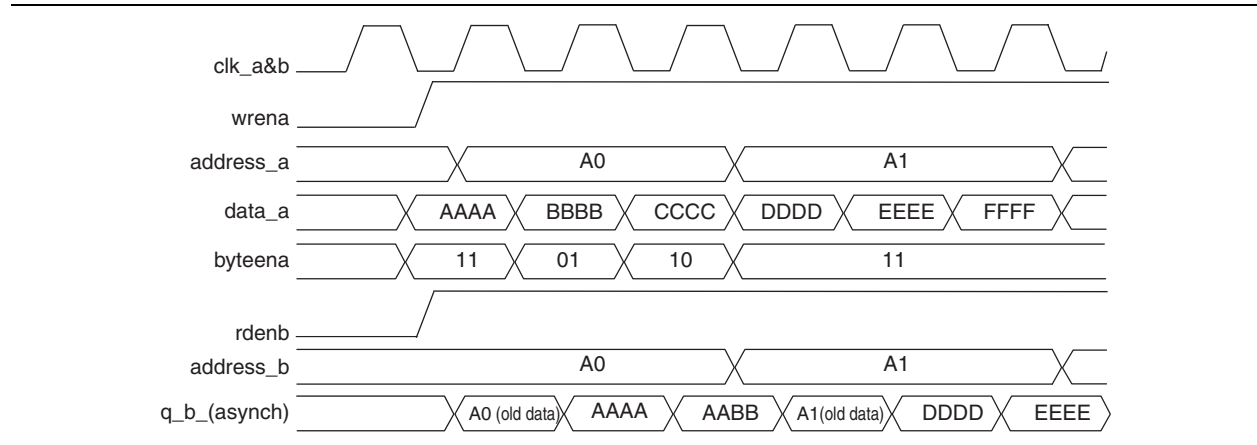 clk_a&b
wrena
address_a A0 A1
data_a AAAA BBBB CCCC DDDD EEEE FFFF
byteena 11 01 10 11
rdenb
address_b A0 A1
q_b_(asynch) A0 (old data) AAAA AABB A1(old data) DDDD EEEE